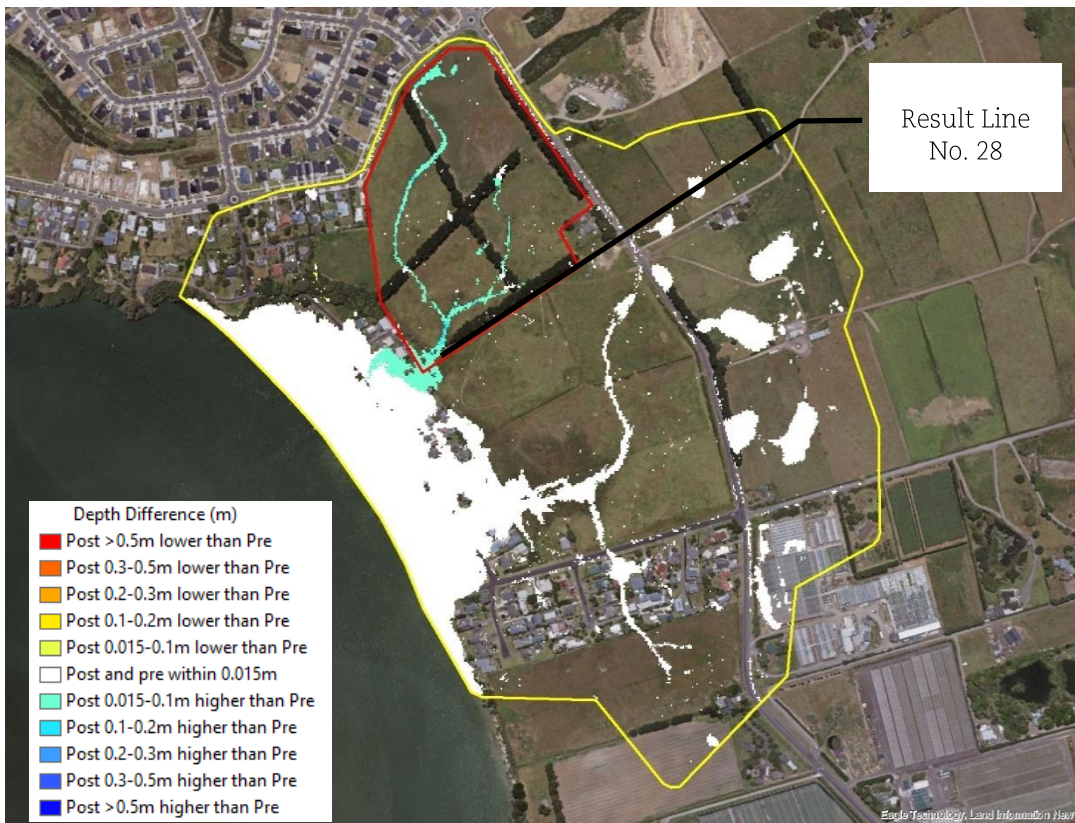 Result Line
No. 28
Depth Difference (m)
Post >0.5m lower than Pre
Post 0.3-0.5m lower than Pre
Post 0.2-0.3m lower than Pre
Post 0.1-0.2m lower than Pre
Post 0.015-0.1m lower than Pre
Post and pre within 0.015m
Post 0.015-0.1m higher than Pre
Post 0.1-0.2m higher than Pre
Post 0.2-0.3m higher than Pre
Post 0.3-0.5m higher than Pre
Post >0.5m higher than Pre
Eagle Technology, Land Information New